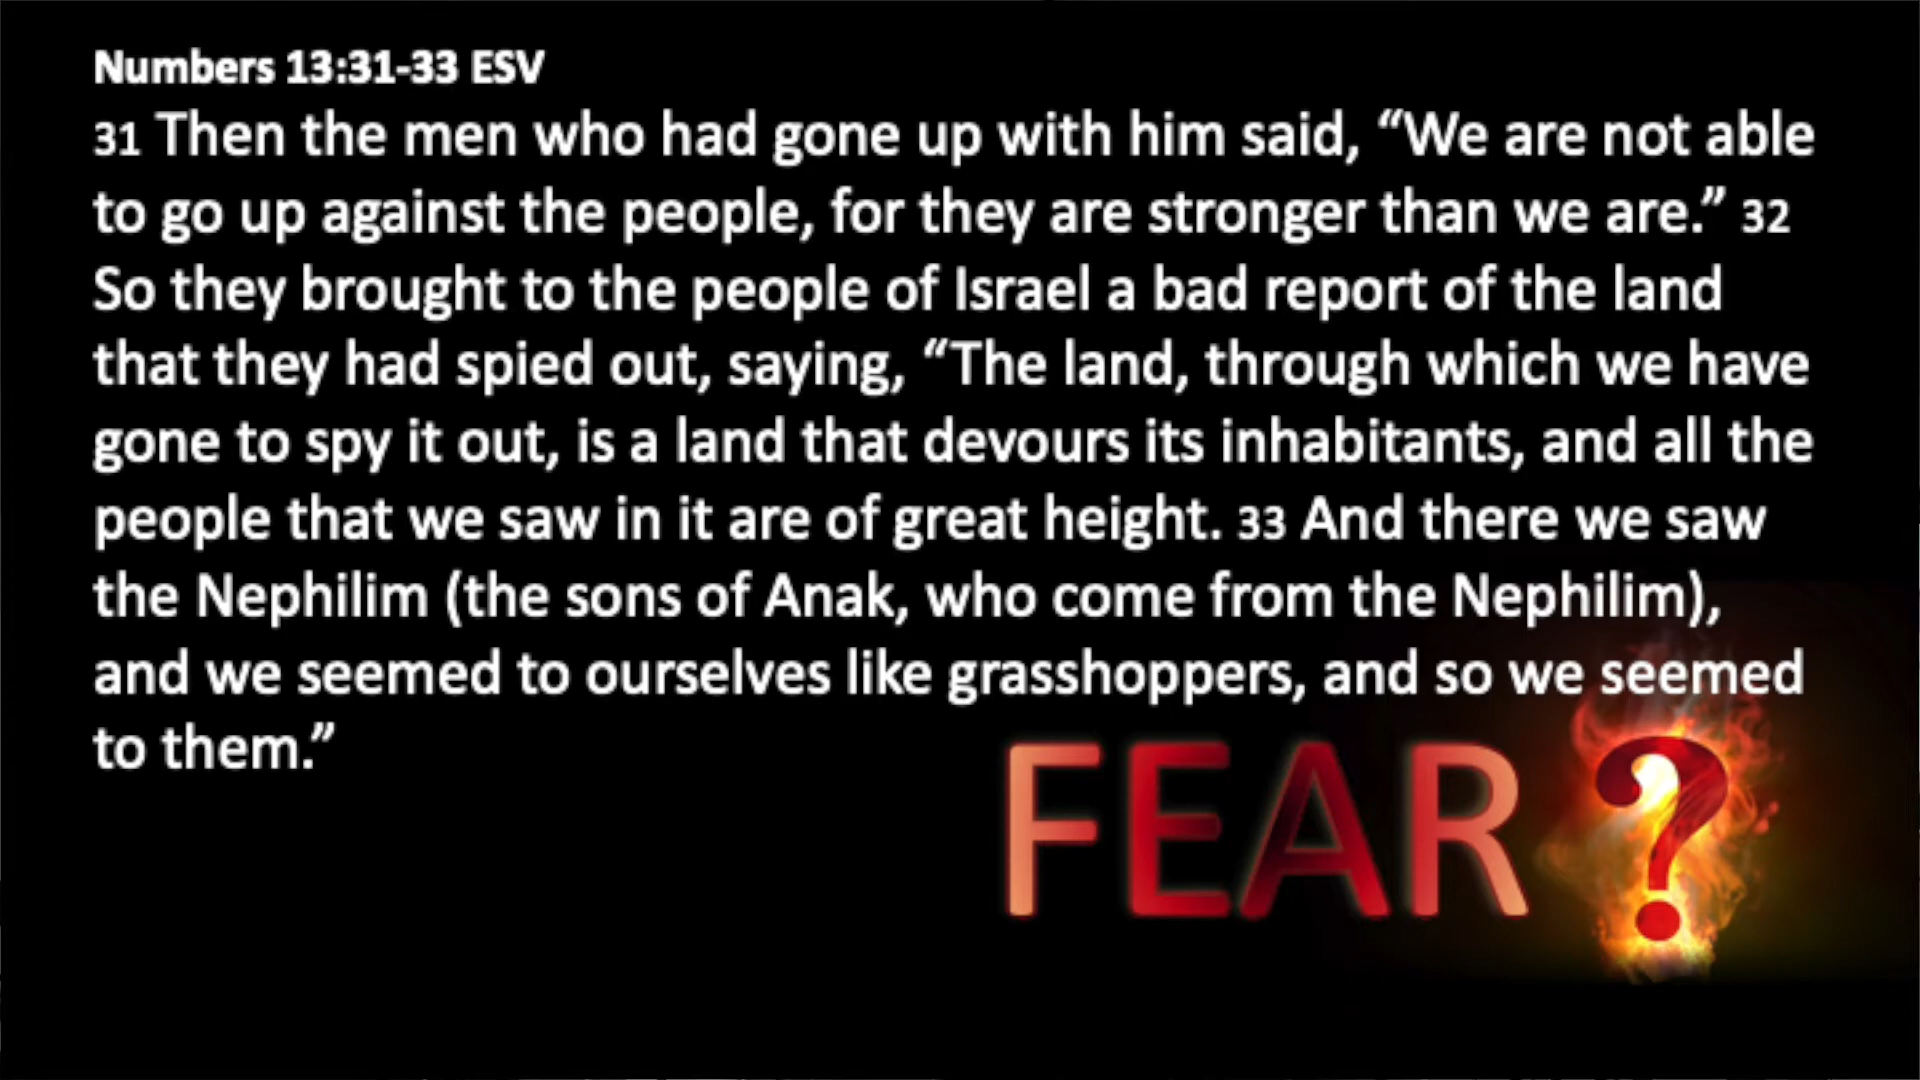 Numbers 13:31-33 ESV
31 Then the men who had gone up with him said, “We are not able
to go up against the people, for they are stronger than we are.” 32
So they brought to the people of Israel a bad report of the land
that they had spied out, saying, “The land, through which we have
gone to spy it out, is a land that devours its inhabitants, and all the
people that we saw in it are of great height. 33 And there we saw
the Nephilim (the sons of Anak, who come from the Nephilim),
and we seemed to ourselves like grasshoppers, and so we seemed
to them.”
FEAR ?